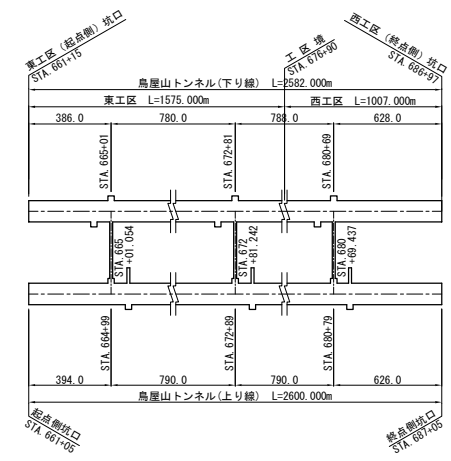 東工区（起点側）坑口
STA.661+15
工区境
STA.676+90
西工区（終点側）坑口
STA.686+97
鳥屋山トンネル(下り線) L=2582.000m
東工区 L=1575.000m
西工区 L=1007.000m
386.0 780.0 788.0 628.0
STA.665+01
STA.672+81
STA.680+69
STA.665
+01.054
STA.672
+81.242
STA.680
+69.437
STA.664+99
STA.672+89
STA.680+79
394.0 790.0 790.0 626.0
鳥屋山トンネル(上り線) L=2600.000m
起点側坑口
STA.661+05
終点側坑口
STA.687+05